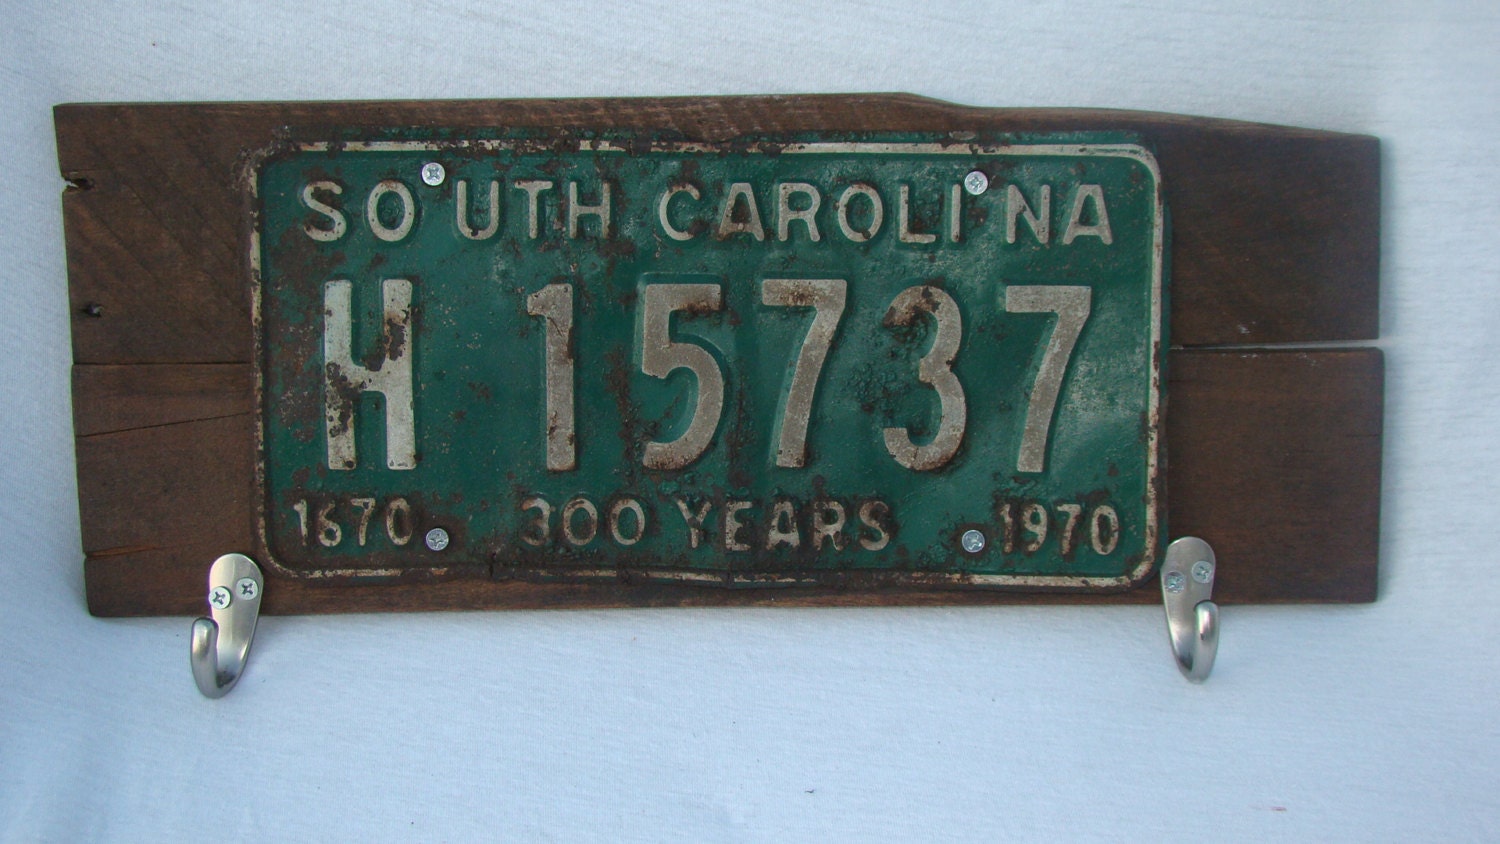 SOUTH CAROLINA
H 15737
1670 300 YEARS 1970